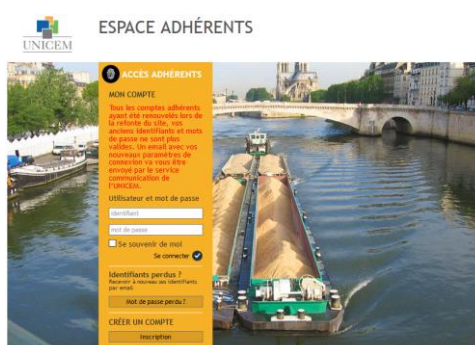 UNICEM
ESPACE ADHÉRENTS
ACCÈS ADHÉRENTS
MON COMPTE
Tous les comptes adhérents
ayant été renouvelés lors de
la refonte du site, vos
anciens identifiants et mots
de passe ne sont plus
valides. Un email avec vos
nouveaux paramètres de
connexion va vous être
envoyé par le service
communication de
l'UNICEM.
Utilisateur et mot de passe
identifiant
mot de passe
Se souvenir de moi
Se connecter
Identifiants perdus ?
Recevoir à nouveau ses identifiants
par email
Mot de passe perdu ?
CRÉER UN COMPTE
Inscription